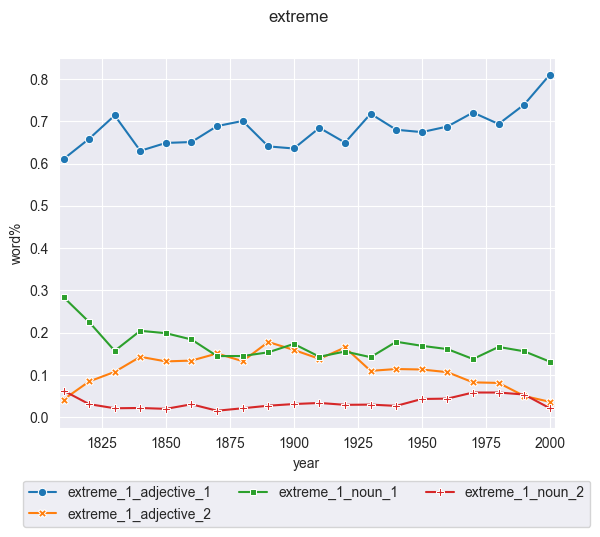 extreme
0.8
0.7
0.6
0.5
0.4
0.3
0.2
0.1
0.0
word%
1825 1850 1875 1900 1925 1950 1975 2000
year
extreme_1_adjective_1 extreme_1_noun_1 extreme_1_noun_2
extreme_1_adjective_2